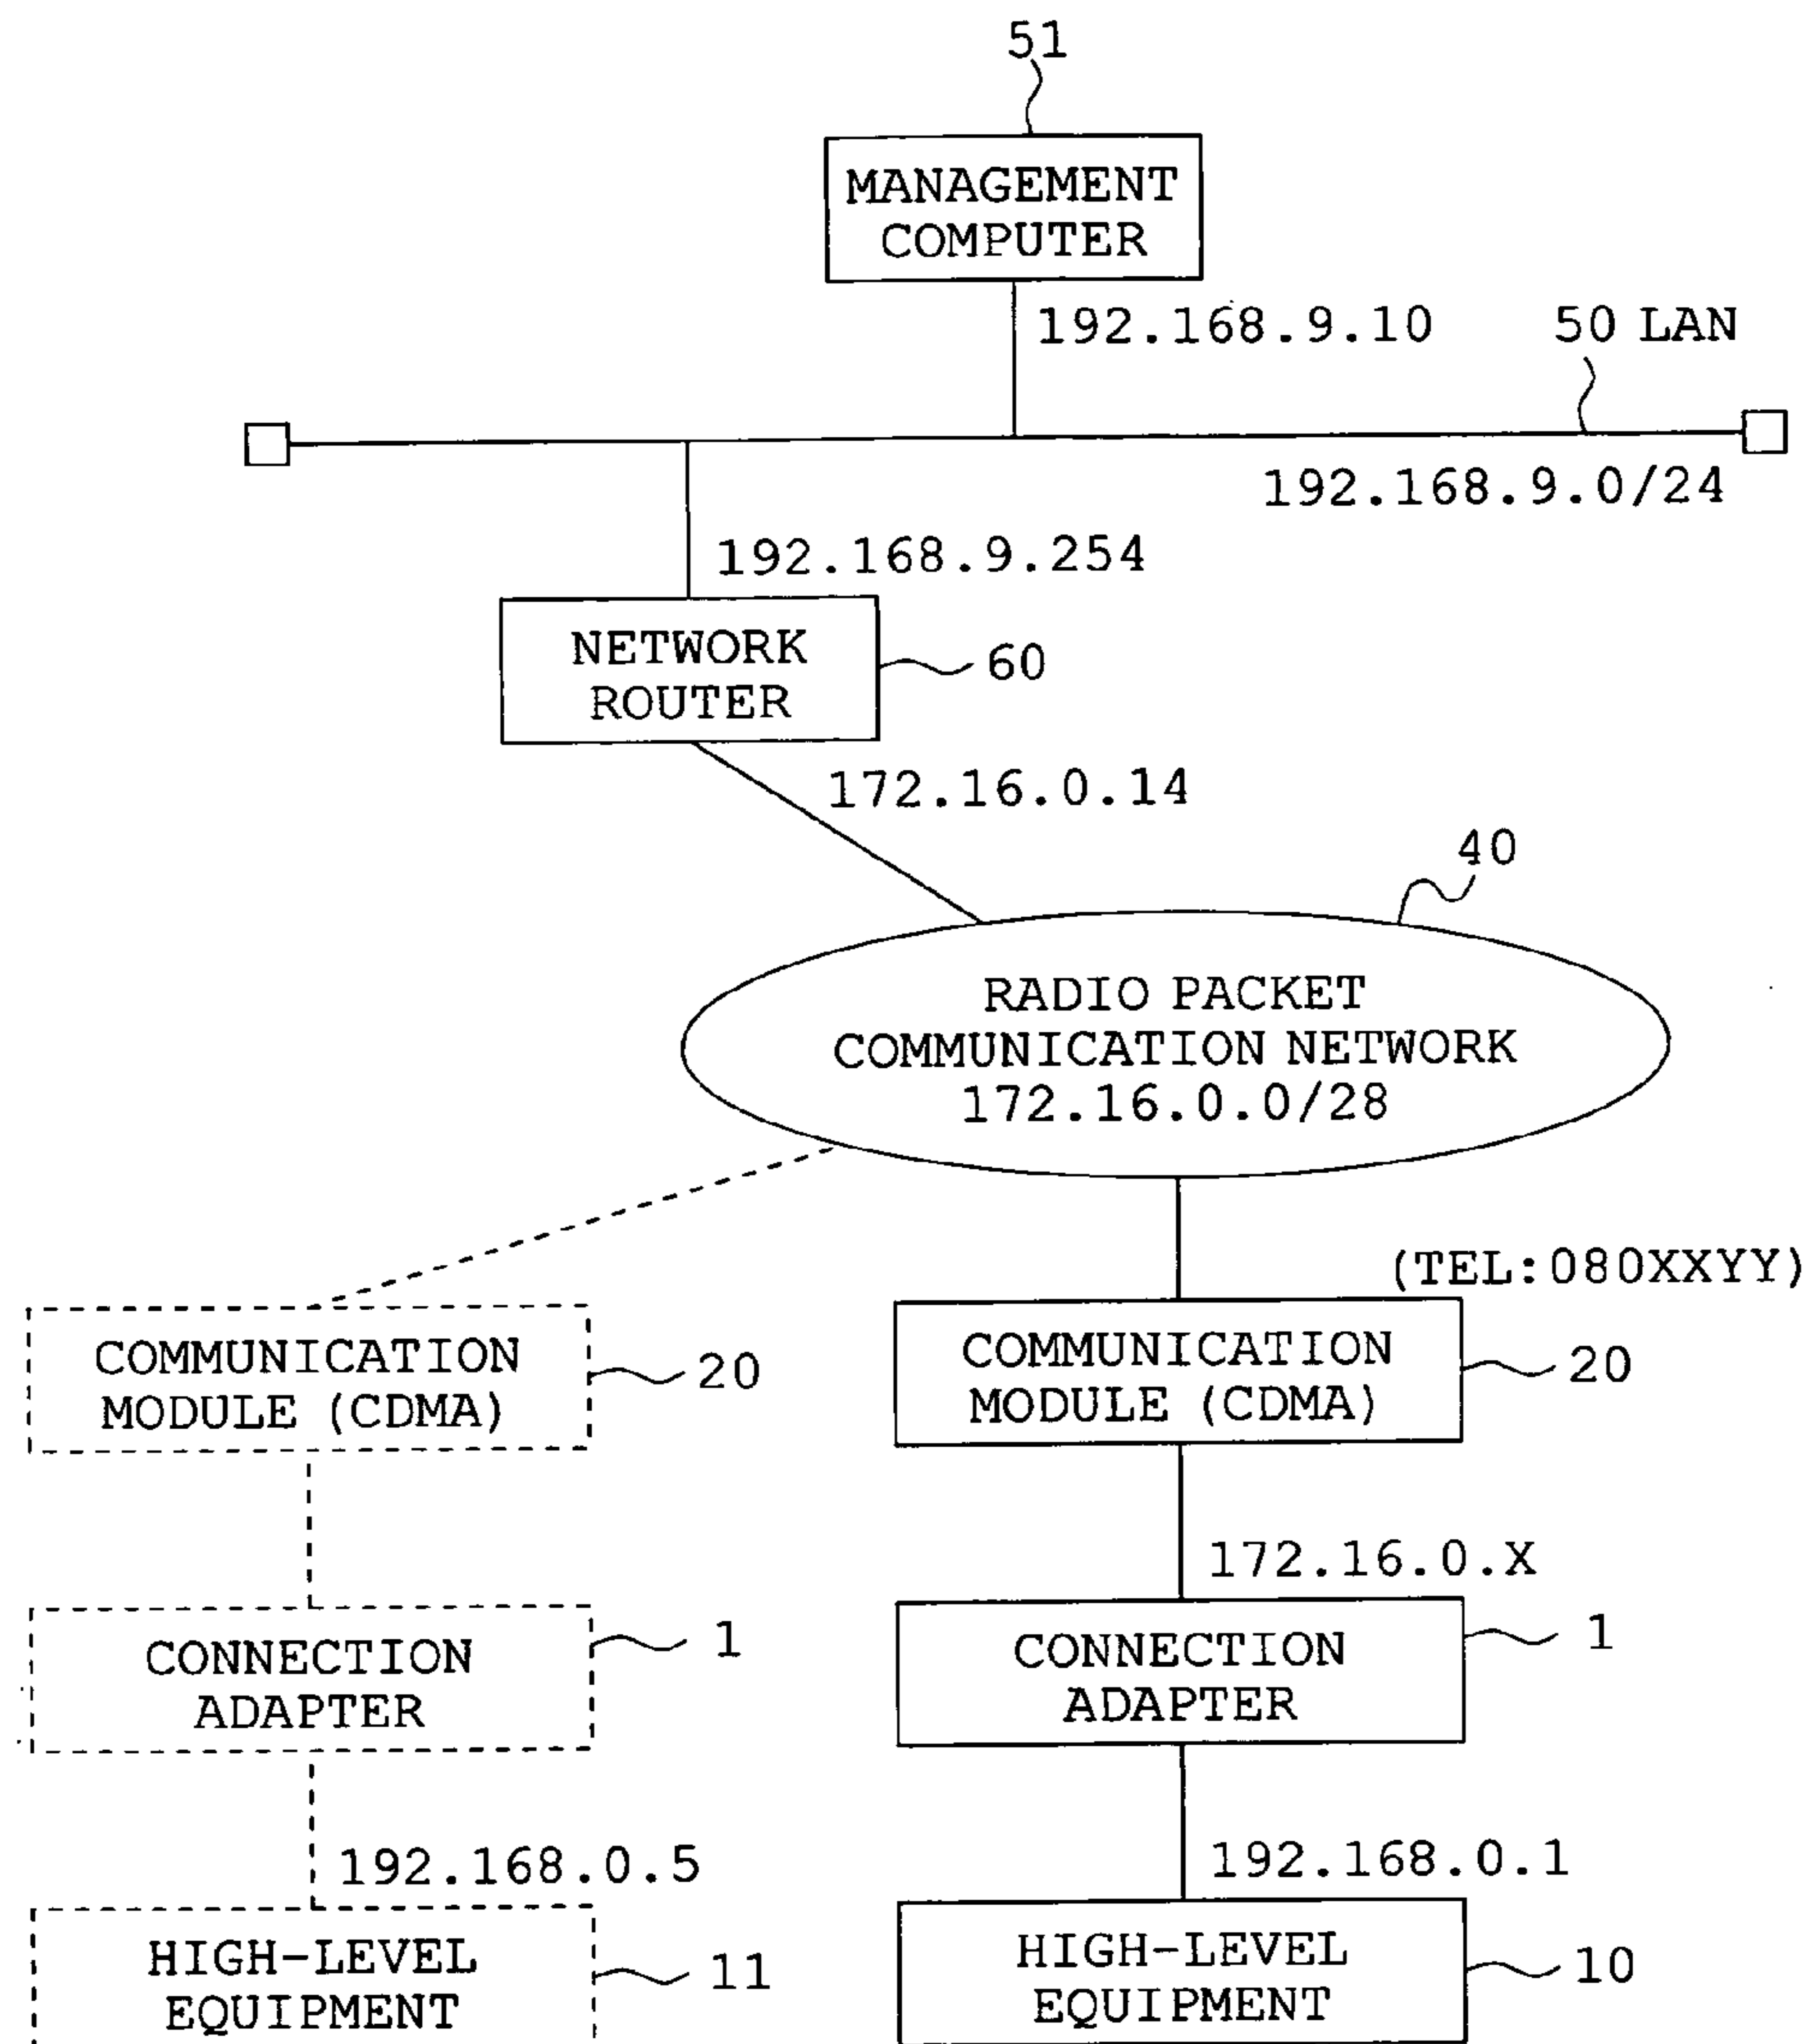 51
MANAGEMENT
COMPUTER
192.168.9.10
50 LAN
192.168.9.0/24
192.168.9.254
NETWORK
ROUTER
60
172.16.0.14
40
RADIO PACKET
COMMUNICATION NETWORK
172.16.0.0/28
(TEL:080XXYY)
COMMUNICATION
MODULE (CDMA)
20
COMMUNICATION
MODULE (CDMA)
20
172.16.0.X
CONNECTION
ADAPTER
1
CONNECTION
ADAPTER
1
192.168.0.5
192.168.0.1
HIGH-LEVEL
EQUIPMENT
11
HIGH-LEVEL
EQUIPMENT
10